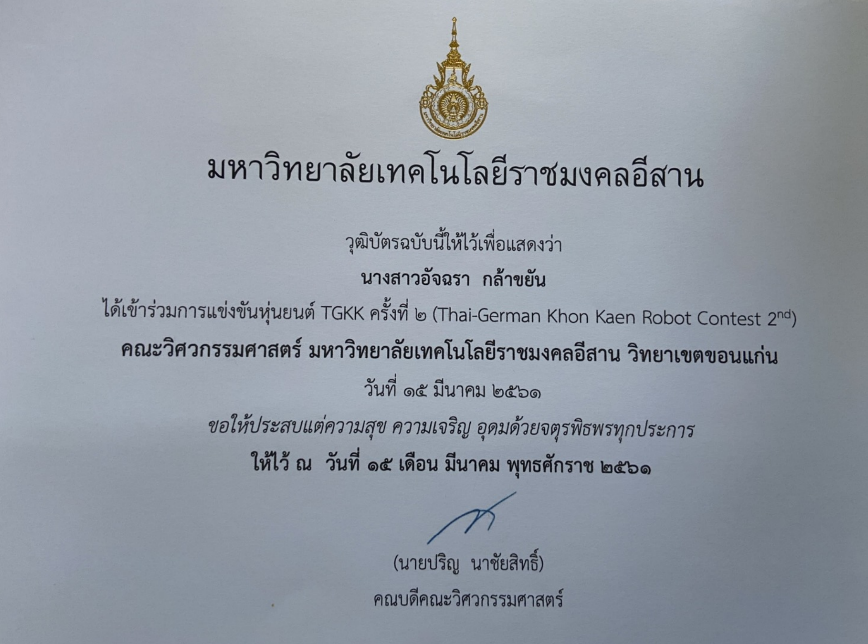 มหาวิทยาลัยเทคโนโลยีราชมงคลอีสาน
วุฒิบัตรฉบับนี้ให้ไว้เพื่อแสดงว่า
นางสาวอัจฉรา กล้าขยัน
ได้เข้าร่วมการแข่งขันหุ่นยนต์ TGKK ครั้งที่ ๒ (Thai-German Khon Kaen Robot Contest 2nd)
คณะวิศวกรรมศาสตร์ มหาวิทยาลัยเทคโนโลยีราชมงคลอีสาน วิทยาเขตขอนแก่น
วันที่ ๑๕ มีนาคม ๒๕๖๑
ขอให้ประสบแต่ความสุข ความเจริญ อุดมด้วยจตุรพิธพรทุกประการ
ให้ไว้ ณ วันที่ ๑๕ เดือน มีนาคม พุทธศักราช ๒๕๖๑
(นายปริญ นาชัยสิทธิ์)
คณบดีคณะวิศวกรรมศาสตร์